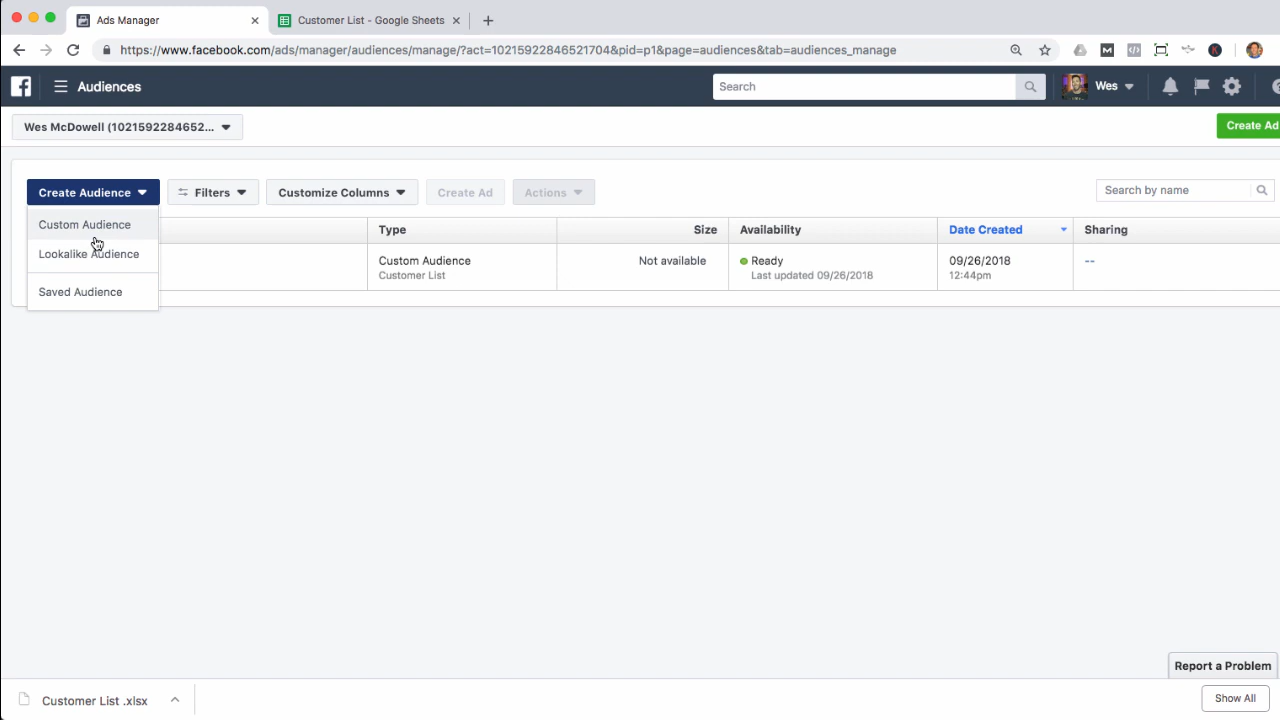 Ads Manager
Customer List - Google Sheets
https://www.facebook.com/ads/manager/audiences/manage/?act=10215922846521704&pid=p1&page=audiences&tab=audiences_manage
Audiences
Search
Wes
Wes McDowell (1021592284652...
Create Ad
Create Audience
Filters
Customize Columns
Create Ad
Actions
Search by name
Custom Audience
Lookalike Audience
Saved Audience
Type
Size
Availability
Date Created
Sharing
Custom Audience
Customer List
Not available
Ready
Last updated 09/26/2018
09/26/2018
12:44pm
--
Report a Problem
Customer List .xlsx
Show All